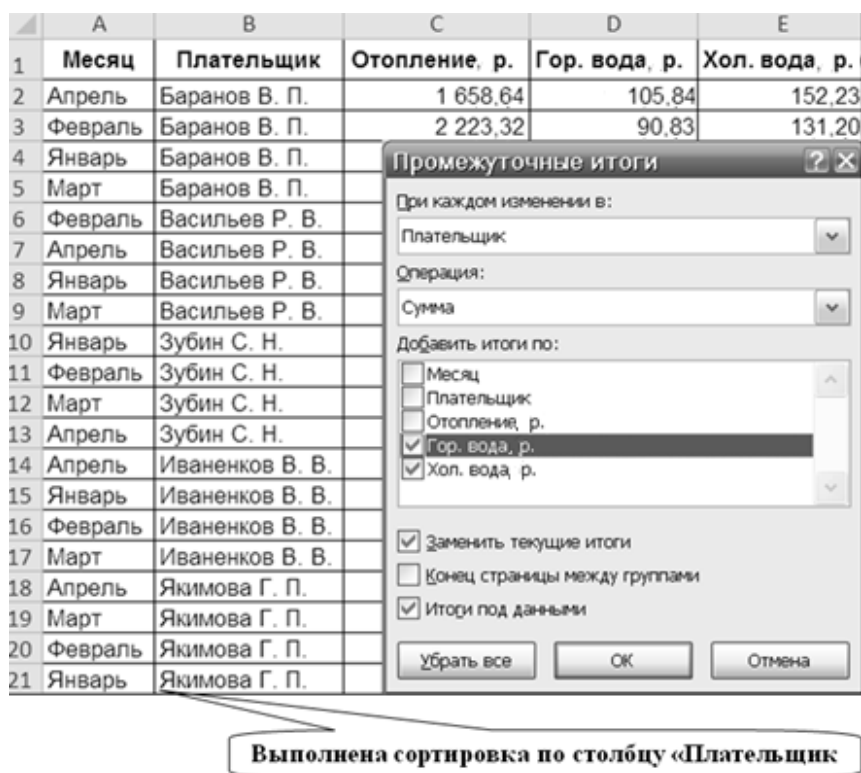 A B C D E
1 Месяц Плательщик Отопление, р. Гор. вода, р. Хол. вода, р.
2 Апрель Баранов В. П. 1 658,64 105,84 152,23
3 Февраль Баранов В. П. 2 223,32 90,83 131,20
4 Январь Баранов В. П.
5 Март Баранов В. П.
6 Февраль Васильев Р. В.
7 Апрель Васильев Р. В.
8 Январь Васильев Р. В.
9 Март Васильев Р. В.
10 Январь Зубин С. Н.
11 Февраль Зубин С. Н.
12 Март Зубин С. Н.
13 Апрель Зубин С. Н.
14 Апрель Иваненков В. В.
15 Январь Иваненков В. В.
16 Февраль Иваненков В. В.
17 Март Иваненков В. В.
18 Апрель Якимова Г. П.
19 Март Якимова Г. П.
20 Февраль Якимова Г. П.
21 Январь Якимова Г. П.
Промежуточные итоги
При каждом изменении в:
Плательщик
Операция:
Сумма
Добавить итоги по:
Месяц
Плательщик
Отопление, р.
Гор. вода, р.
Хол. вода, р.
Заменить текущие итоги
Конец страницы между группами
Итоги под данными
Убрать все ОК Отмена
Выполнена сортировка по столбцу «Плательщик